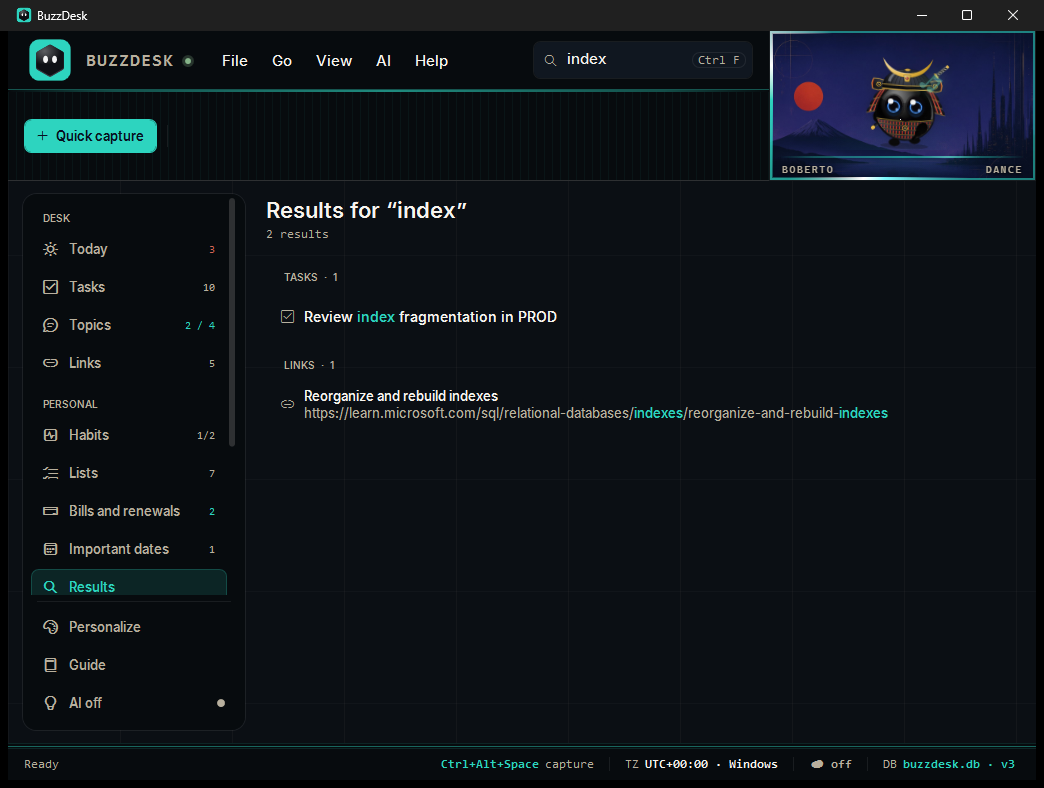 BuzzDesk
BUZZDESK
File Go View AI Help
index
Ctrl F
+ Quick capture
BOBERTO DANCE
DESK
Today 3
Tasks 10
Topics 2 / 4
Links 5
PERSONAL
Habits 1/2
Lists 7
Bills and renewals 2
Important dates 1
Results
Personalize
Guide
AI off
Results for “index”
2 results
TASKS · 1
Review index fragmentation in PROD
LINKS · 1
Reorganize and rebuild indexes
https://learn.microsoft.com/sql/relational-databases/indexes/reorganize-and-rebuild-indexes
Ready
Ctrl+Alt+Space capture
TZ UTC+00:00 · Windows
off
DB buzzdesk.db · v3